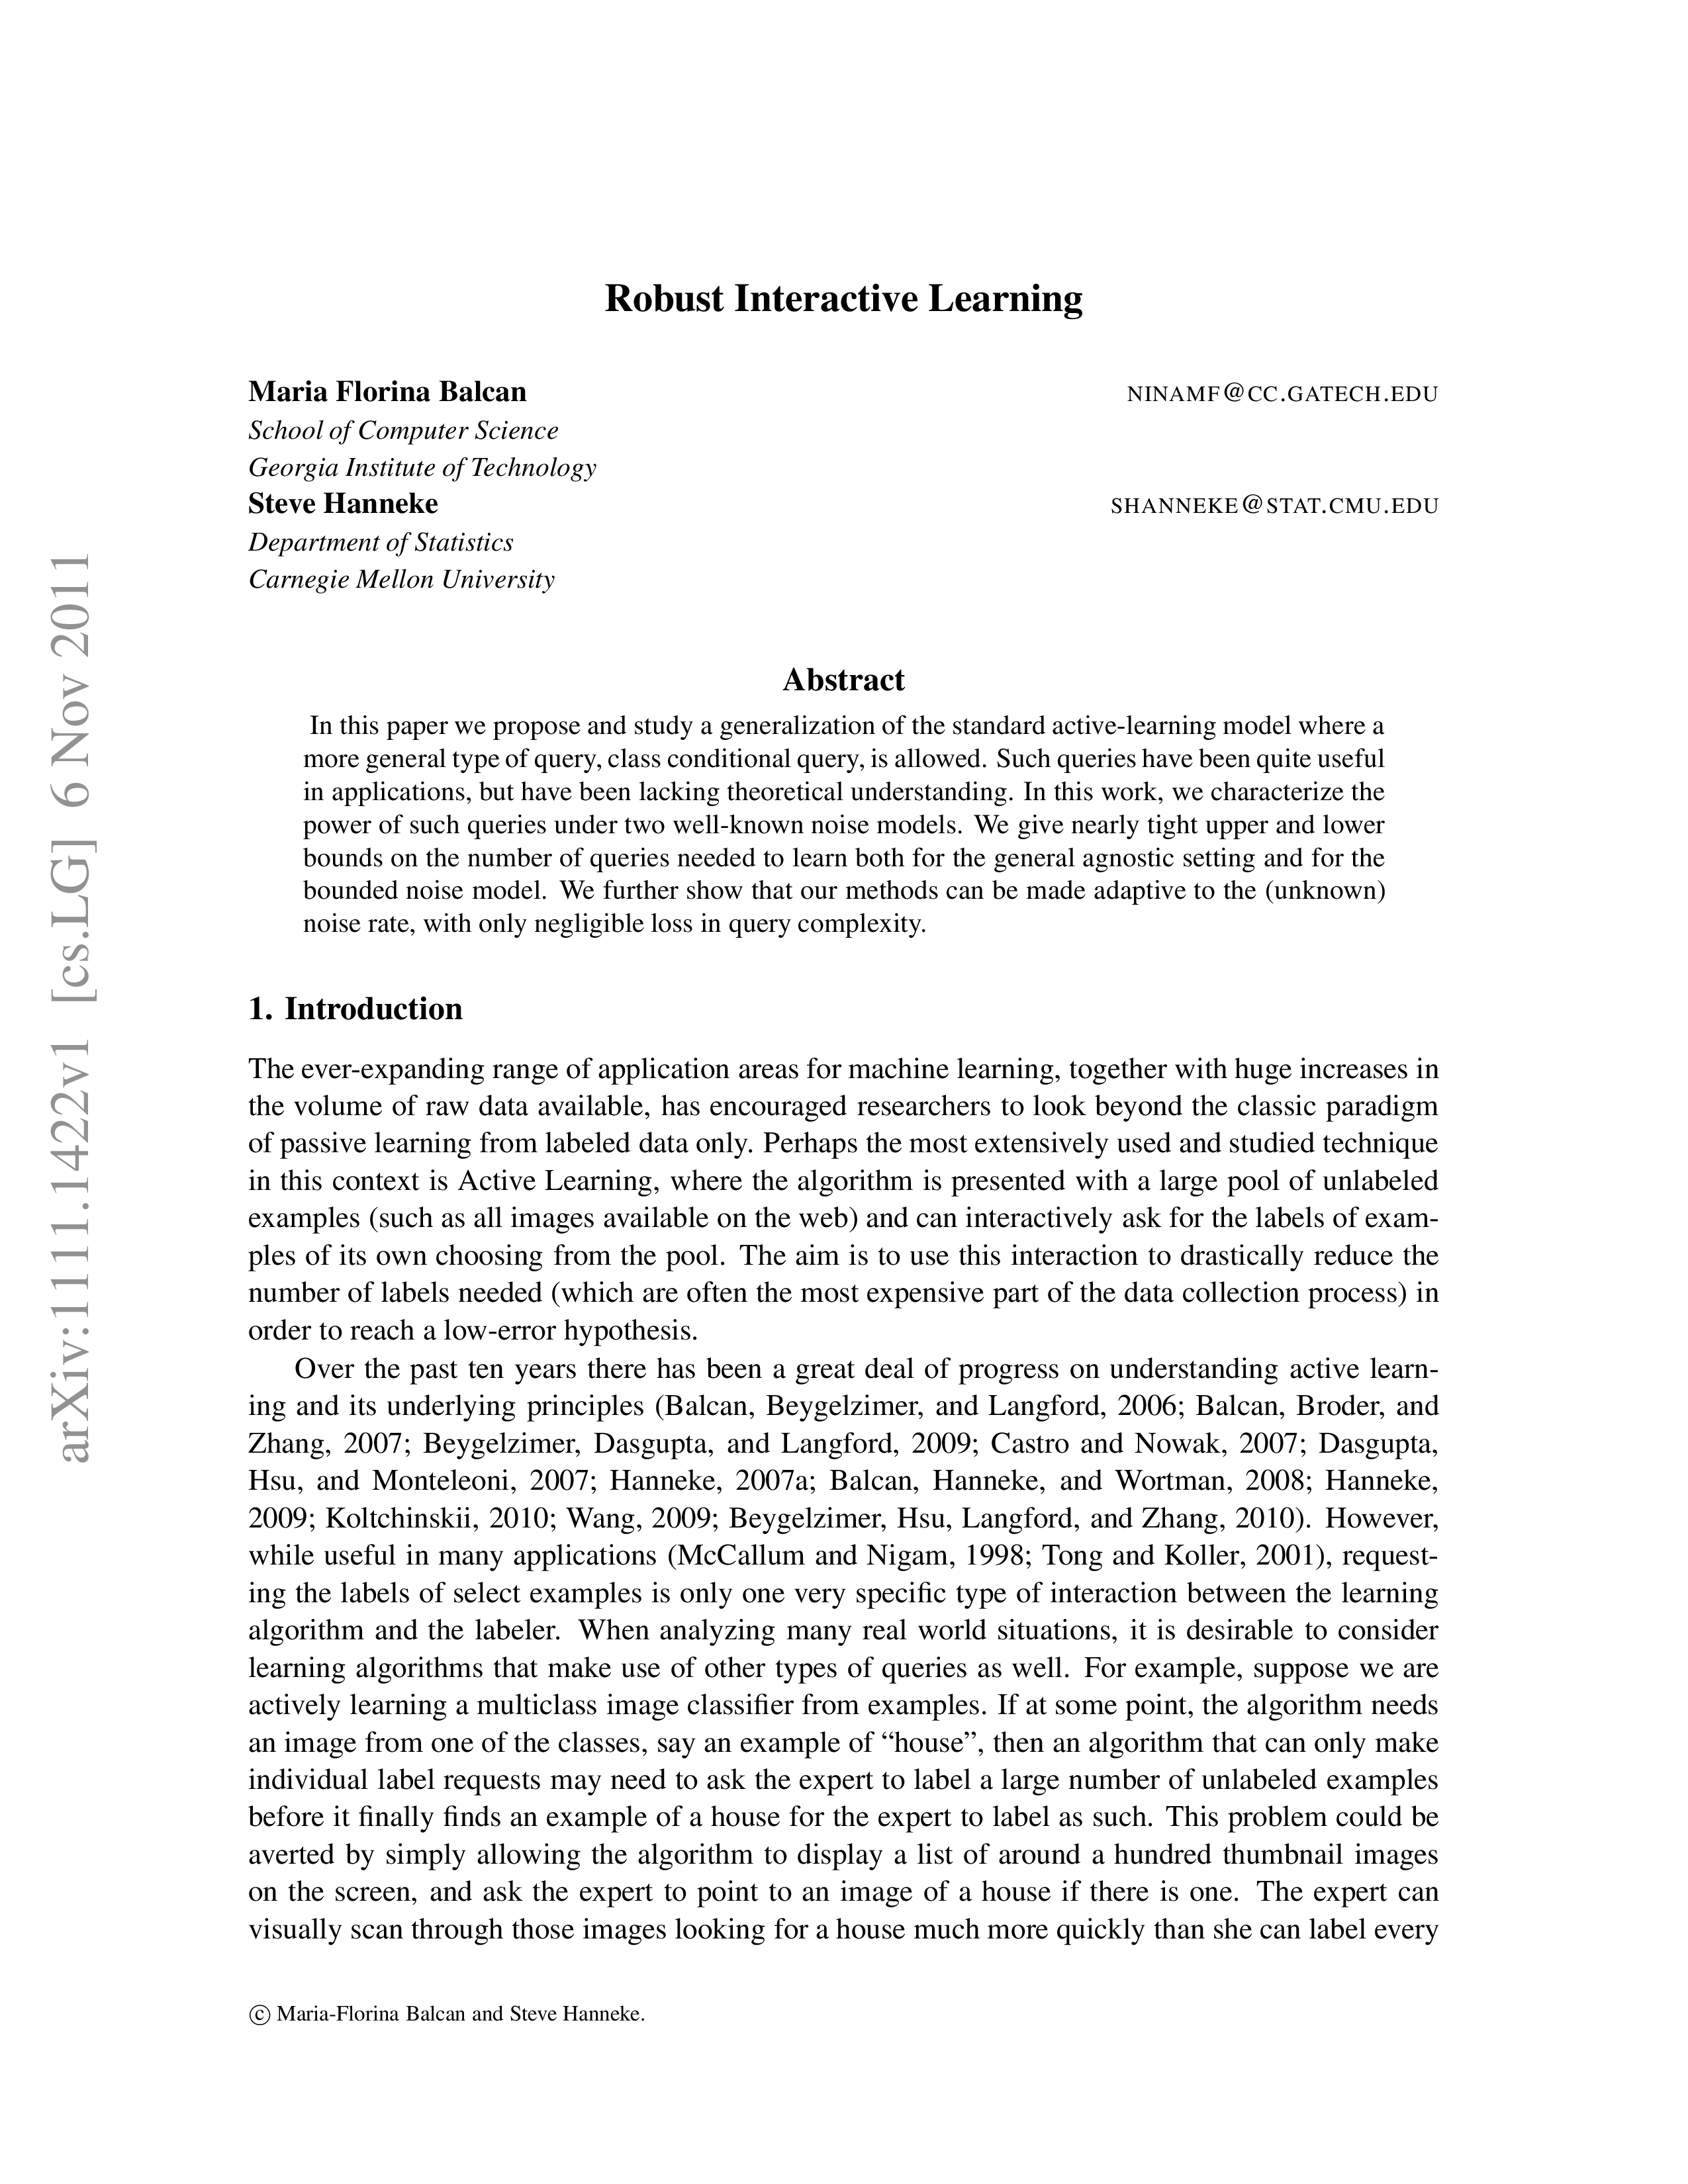 Robust Interactive Learning
Maria Florina Balcan NINAMF@CC.GATECH.EDU
School of Computer Science
Georgia Institute of Technology
Steve Hanneke SHANNEKE@STAT.CMU.EDU
Department of Statistics
Carnegie Mellon University
Abstract
In this paper we propose and study a generalization of the standard active-learning model where a
more general type of query, class conditional query, is allowed. Such queries have been quite useful
in applications, but have been lacking theoretical understanding. In this work, we characterize the
power of such queries under two well-known noise models. We give nearly tight upper and lower
bounds on the number of queries needed to learn both for the general agnostic setting and for the
bounded noise model. We further show that our methods can be made adaptive to the (unknown)
noise rate, with only negligible loss in query complexity.
1. Introduction
The ever-expanding range of application areas for machine learning, together with huge increases in
the volume of raw data available, has encouraged researchers to look beyond the classic paradigm
of passive learning from labeled data only. Perhaps the most extensively used and studied technique
in this context is Active Learning, where the algorithm is presented with a large pool of unlabeled
examples (such as all images available on the web) and can interactively ask for the labels of exam-
ples of its own choosing from the pool. The aim is to use this interaction to drastically reduce the
number of labels needed (which are often the most expensive part of the data collection process) in
order to reach a low-error hypothesis.
Over the past ten years there has been a great deal of progress on understanding active learn-
ing and its underlying principles (Balcan, Beygelzimer, and Langford, 2006; Balcan, Broder, and
Zhang, 2007; Beygelzimer, Dasgupta, and Langford, 2009; Castro and Nowak, 2007; Dasgupta,
Hsu, and Monteleoni, 2007; Hanneke, 2007a; Balcan, Hanneke, and Wortman, 2008; Hanneke,
2009; Koltchinskii, 2010; Wang, 2009; Beygelzimer, Hsu, Langford, and Zhang, 2010). However,
while useful in many applications (McCallum and Nigam, 1998; Tong and Koller, 2001), request-
ing the labels of select examples is only one very specific type of interaction between the learning
algorithm and the labeler. When analyzing many real world situations, it is desirable to consider
learning algorithms that make use of other types of queries as well. For example, suppose we are
actively learning a multiclass image classifier from examples. If at some point, the algorithm needs
an image from one of the classes, say an example of “house”, then an algorithm that can only make
individual label requests may need to ask the expert to label a large number of unlabeled examples
before it finally finds an example of a house for the expert to label as such. This problem could be
averted by simply allowing the algorithm to display a list of around a hundred thumbnail images
on the screen, and ask the expert to point to an image of a house if there is one. The expert can
visually scan through those images looking for a house much more quickly than she can label every
© Maria-Florina Balcan and Steve Hanneke.
arXiv:1111.1422v1 [cs.LG] 6 Nov 2011